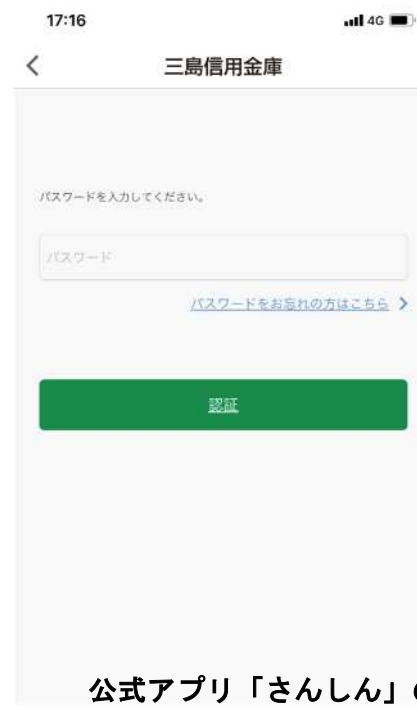 17:16
4G
三島信用金庫
パスワードを入力してください。
パスワード
パスワードをお忘れの方はこちら
認証
公式アプリ「さんしん」